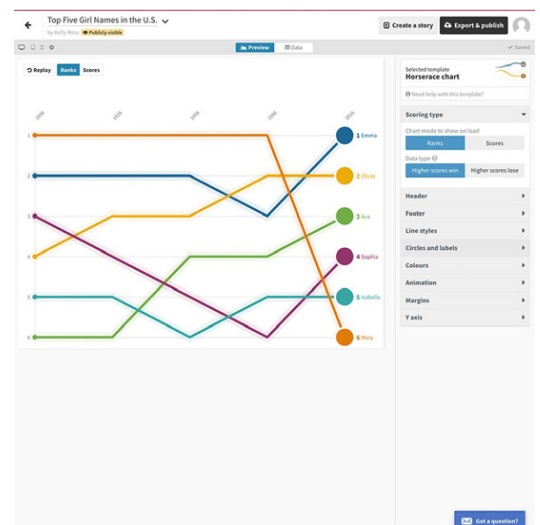 Top Five Girl Names in the U.S.
by Kelly Moss Publicly visible
Create a story
Export & publish
Preview
Data
Saved
Replay Ranks Scores
1 Emma
2 Olivia
3 Ava
4 Sophia
5 Isabella
6 Mary
Selected template
Horserace chart
Need help with this template?
Scoring type
Chart mode to show on load
Ranks Scores
Data type
Higher scores win Higher scores lose
Header
Footer
Line styles
Circles and labels
Colours
Animation
Margins
Y axis
Got a question?